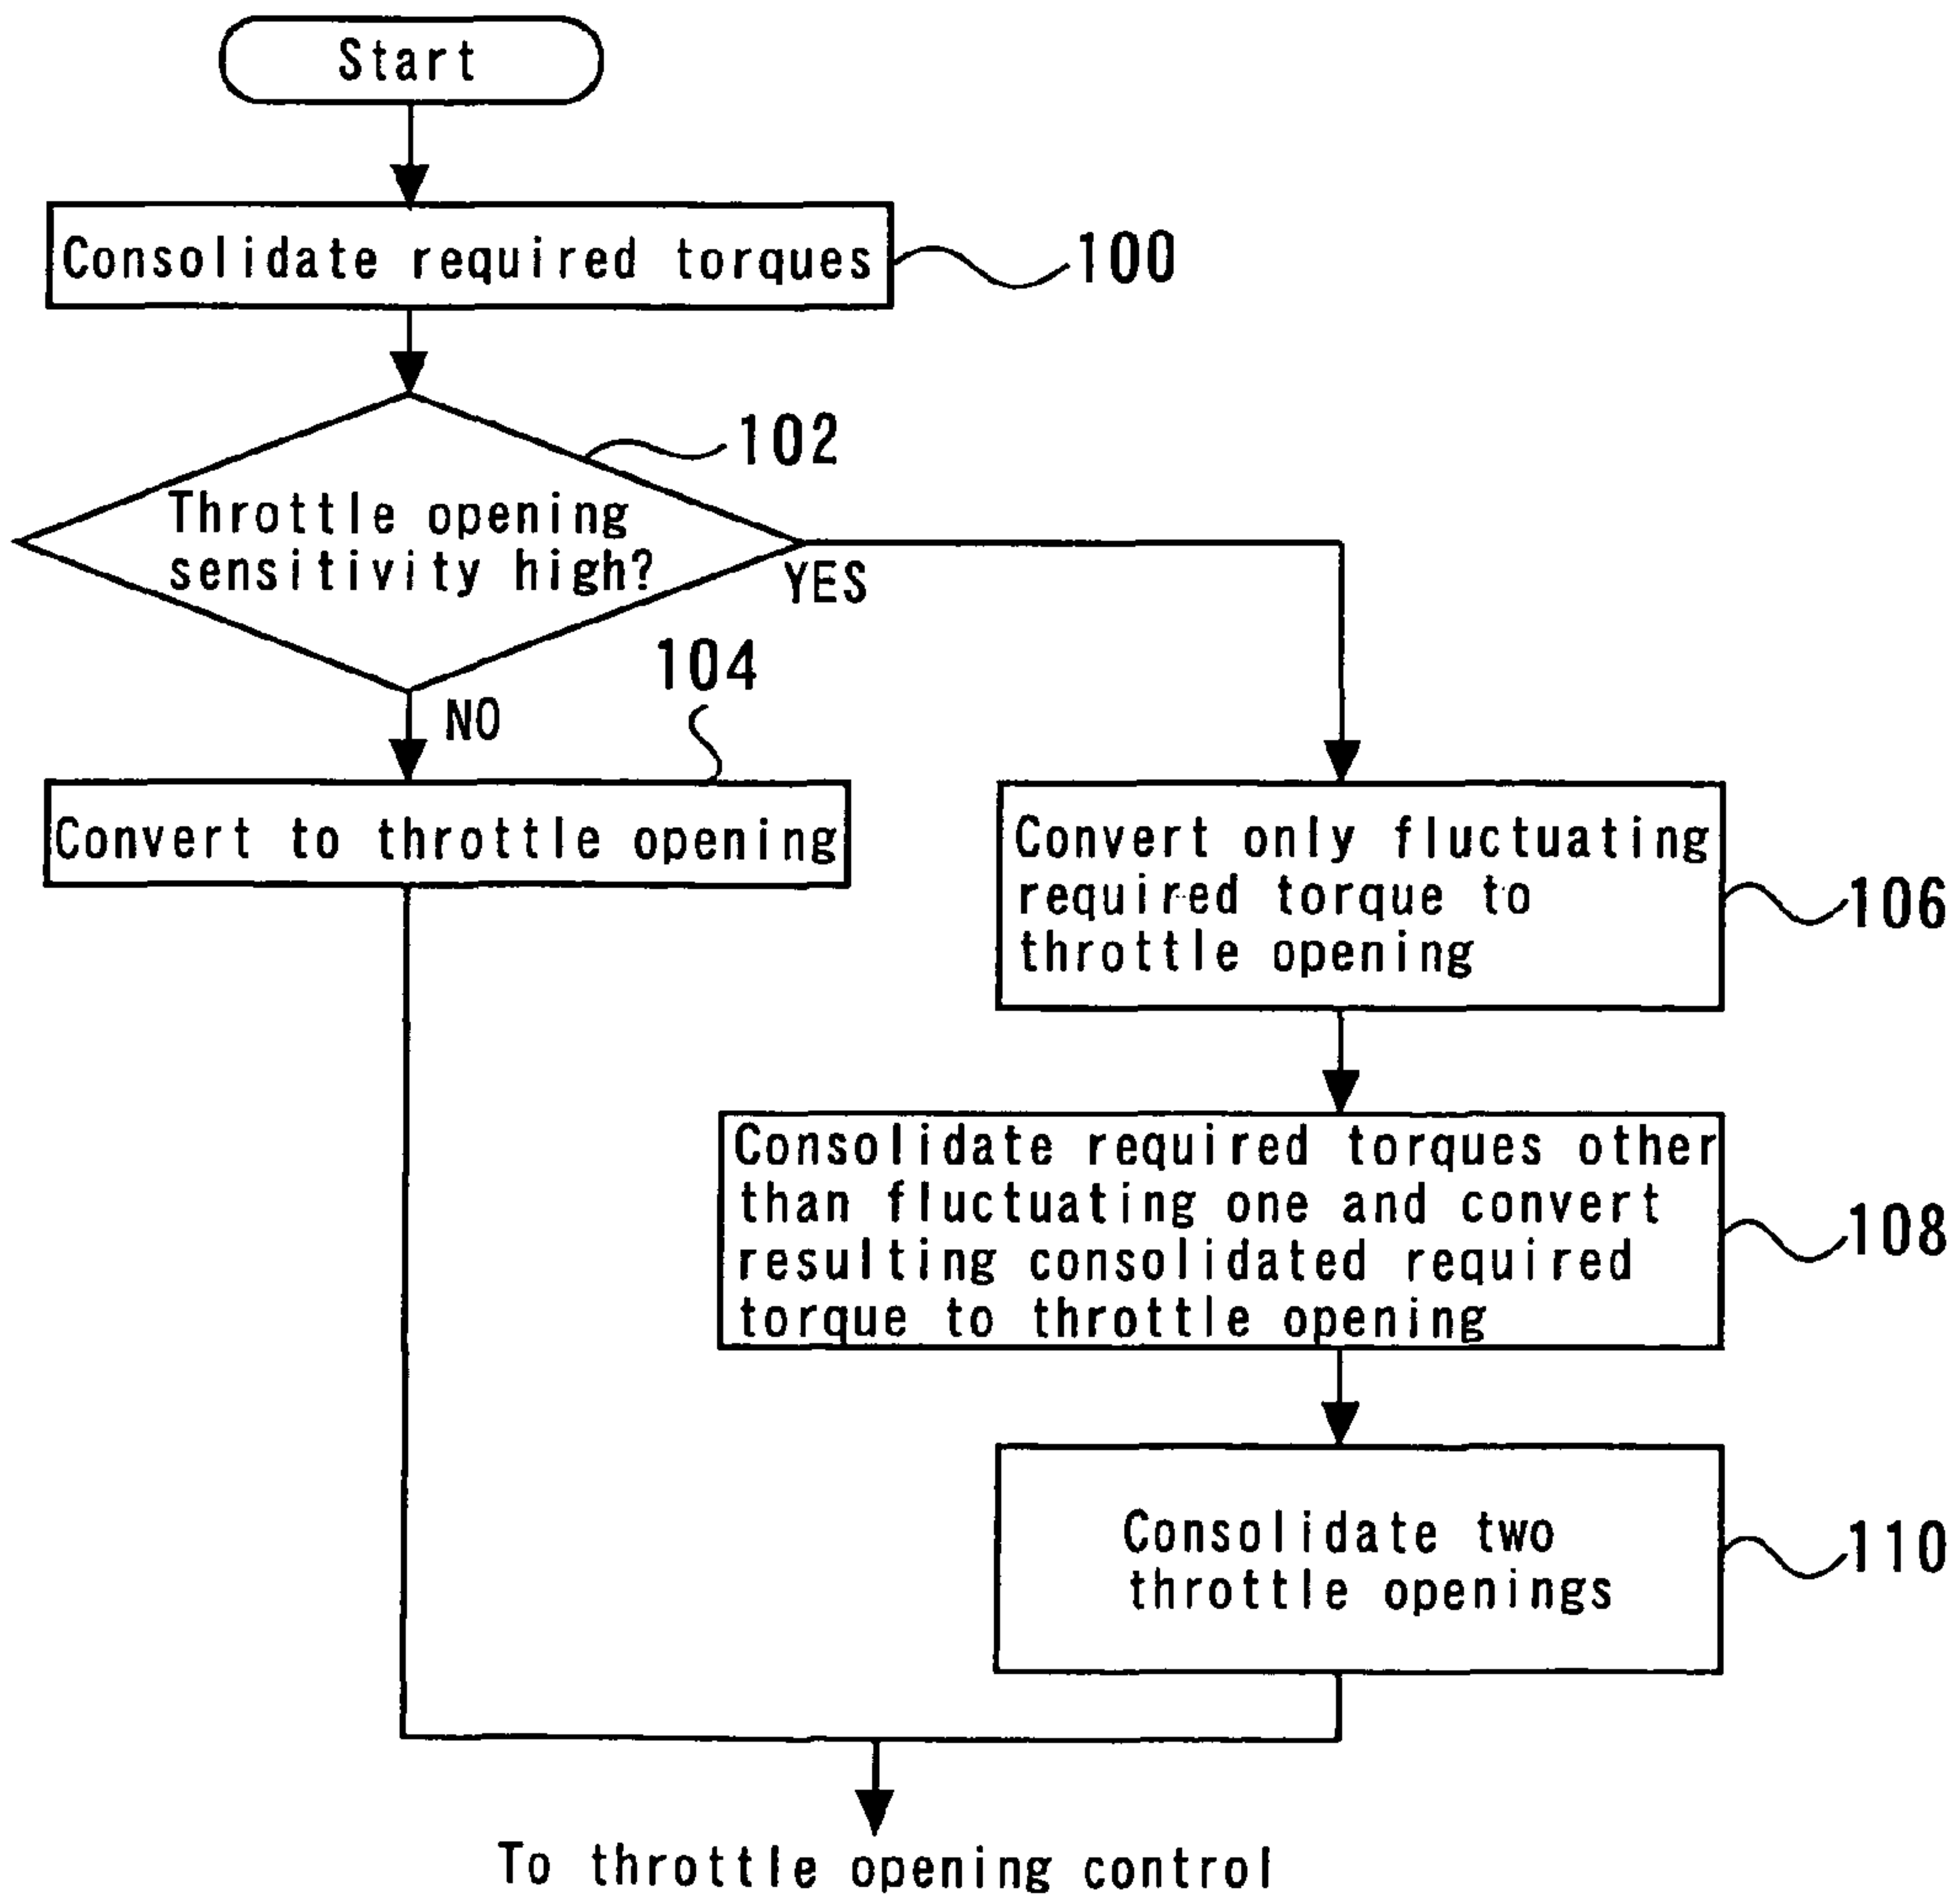 Start
Consolidate required torques
100
102
Throttle opening
sensitivity high?
YES
104
NO
Convert to throttle opening
Convert only fluctuating
required torque to
throttle opening
106
Consolidate required torques other
than fluctuating one and convert
resulting consolidated required
torque to throttle opening
108
Consolidate two
throttle openings
110
To throttle opening control